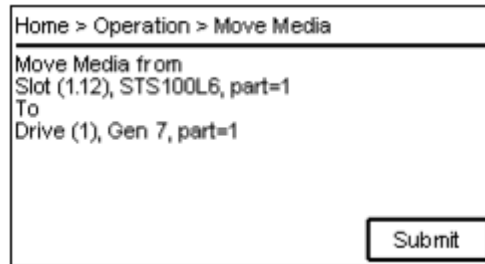 Home > Operation > Move Media
Move Media from
Slot (1.12), STS100L6, part=1
To
Drive (1), Gen 7, part=1
Submit